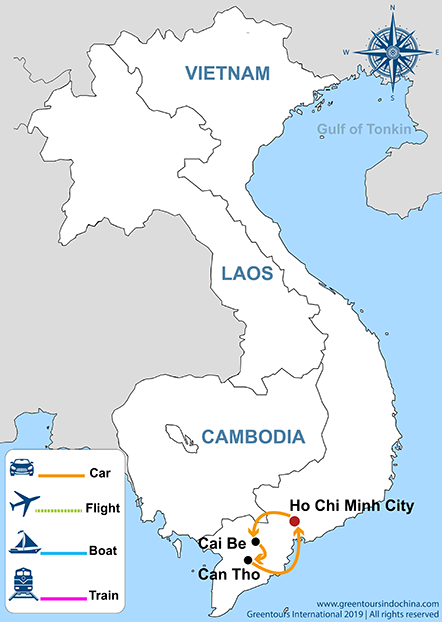 N
W
E
S
VIETNAM
Gulf of Tonkin
LAOS
CAMBODIA
Car
Flight
Boat
Train
Ho Chi Minh City
Cai Be
Can Tho
www.greentoursindochina.com
Greentours International 2019 | All rights reserved